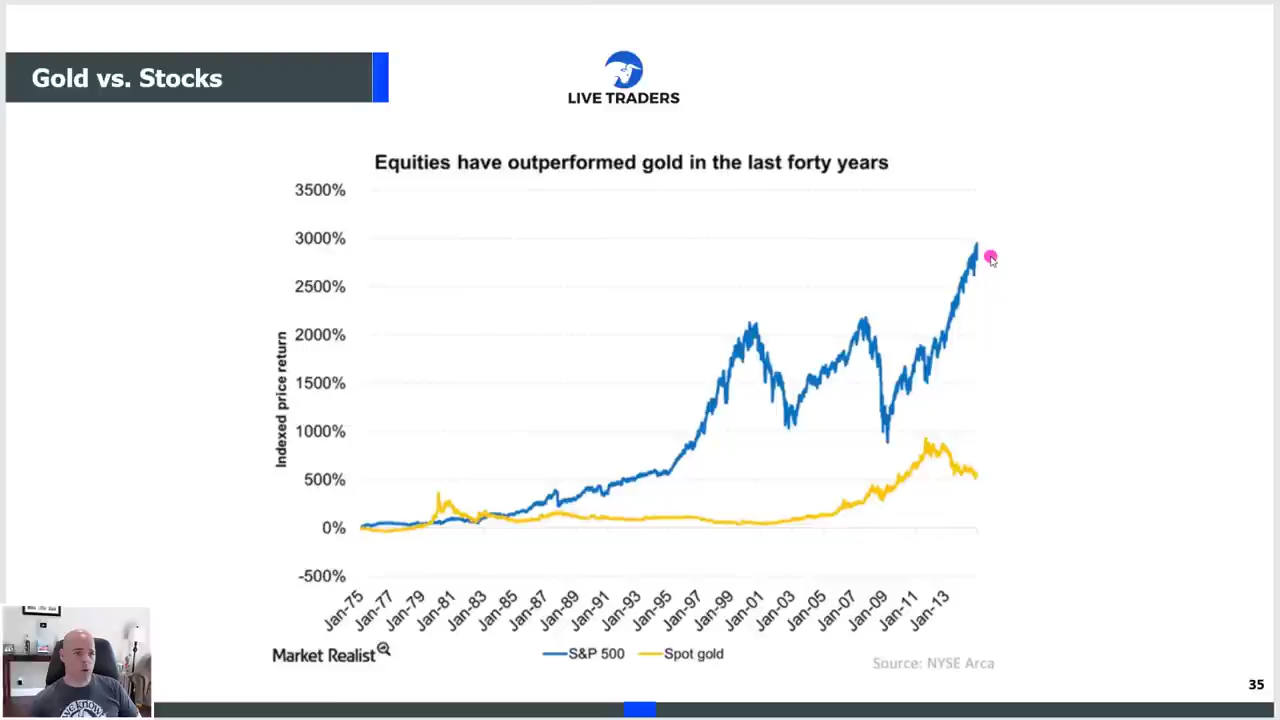 Gold vs. Stocks
LIVE TRADERS
Equities have outperformed gold in the last forty years
3500%
3000%
2500%
2000%
1500%
1000%
500%
0%
-500%
Indexed price return
Jan-75
Jan-77
Jan-79
Jan-81
Jan-83
Jan-85
Jan-87
Jan-89
Jan-91
Jan-93
Jan-95
Jan-97
Jan-99
Jan-01
Jan-03
Jan-05
Jan-07
Jan-09
Jan-11
Jan-13
Market Realist
S&P 500
Spot gold
Source: NYSE Arca
35